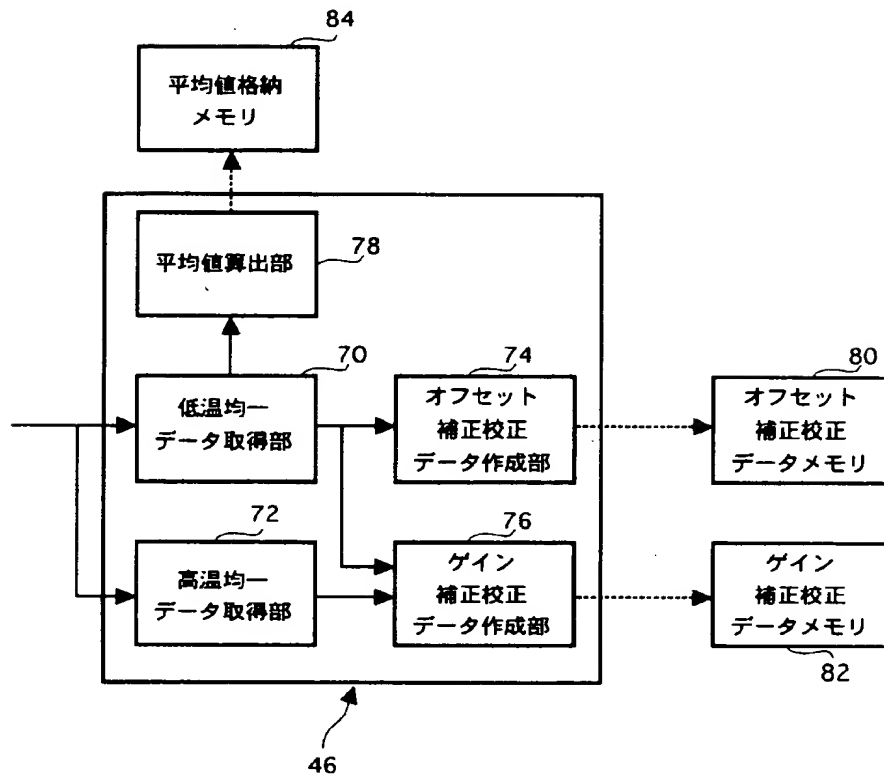 84
平均値格納
メモリ
平均値算出部
78
70
低温均一
データ取得部
74
オフセット
補正校正
データ作成部
80
オフセット
補正校正
データメモリ
72
高温均一
データ取得部
76
ゲイン
補正校正
データ作成部
ゲイン
補正校正
データメモリ
82
46